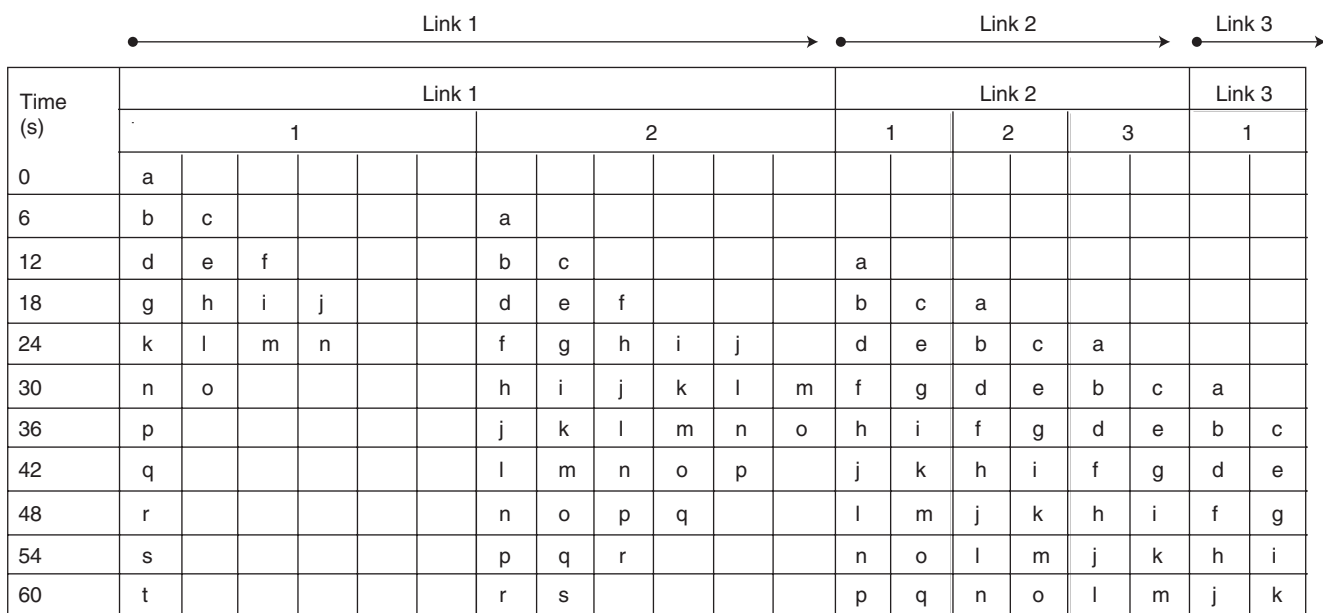 Link 1 Link 2 Link 3
Time (s) Link 1 Link 2 Link 3
1 2 1 2 3 1
0 a
6 b c a
12 d e f b c a
18 g h i j d e f b c a
24 k l m n f g h i j d e b c a
30 n o h i j k l m f g d e b c a
36 p j k l m n o h i f g d e b c
42 q l m n o p j k h i f g d e
48 r n o p q l m j k h i f g
54 s p q r n o l m j k h i
60 t r s p q n o l m j k